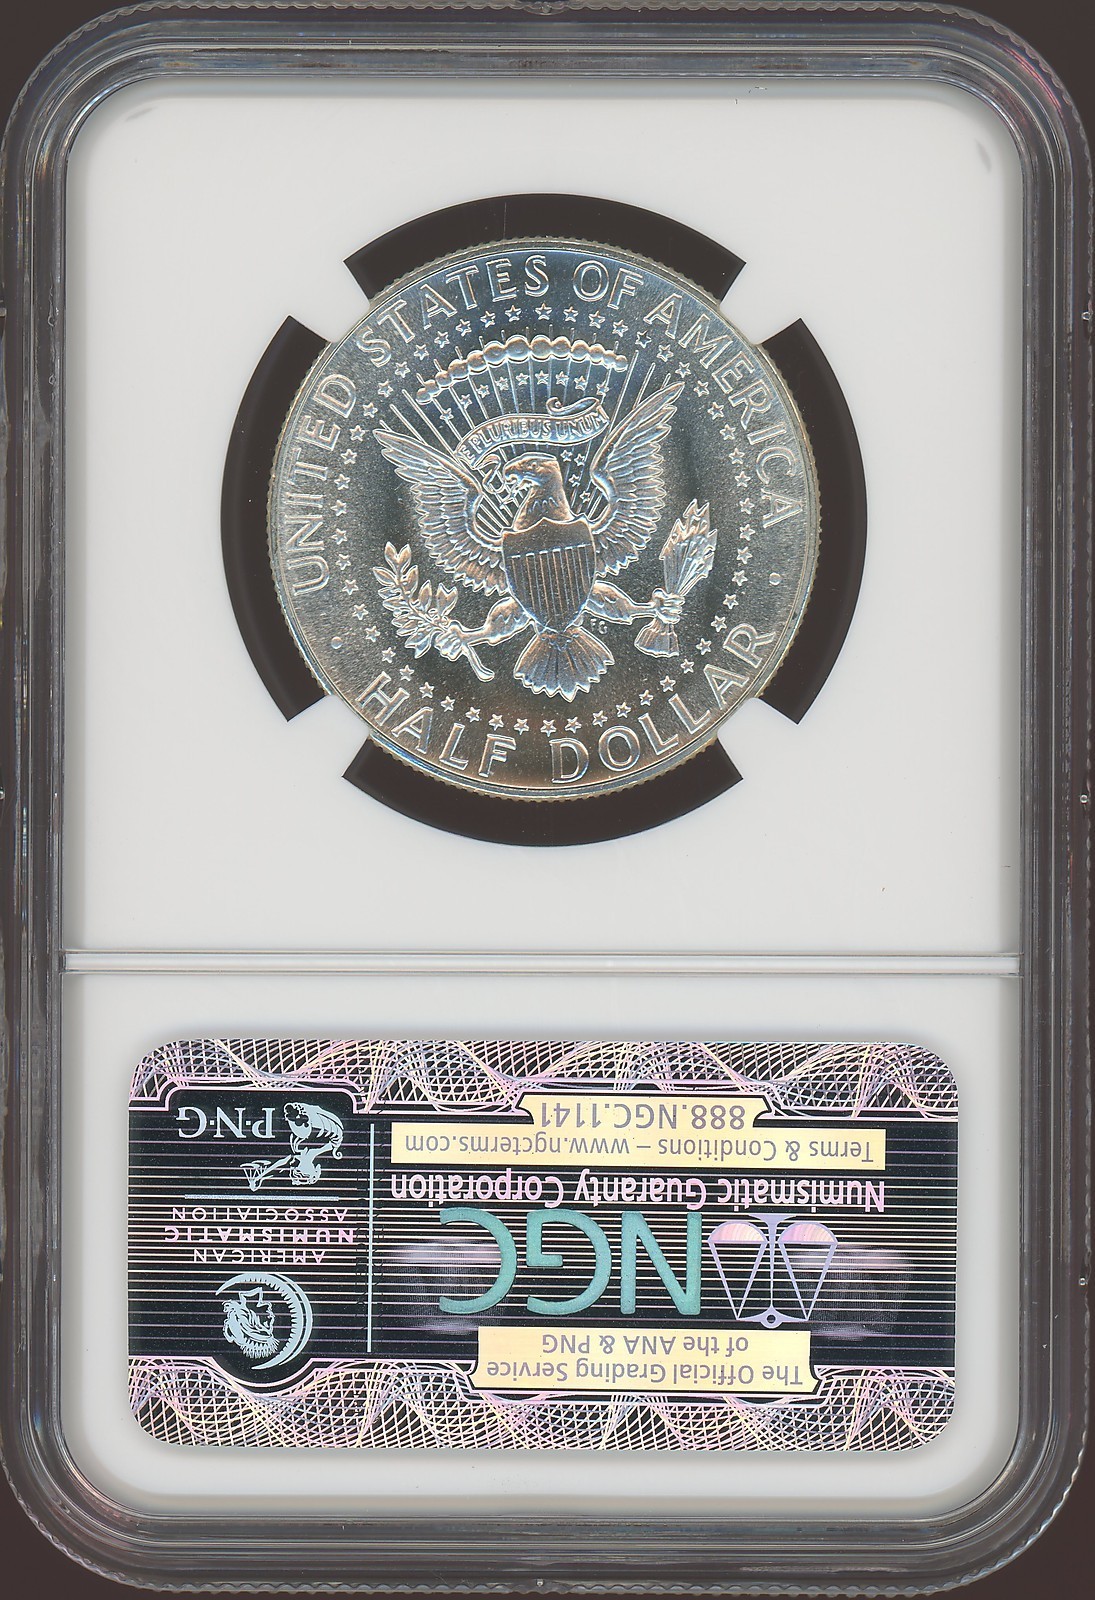 UNITED STATES OF AMERICA
E PLURIBUS UNUM
FG
HALF DOLLAR
The Official Grading Service
of the ANA & PNG
NGC
Numismatic Guaranty Corporation
Terms & Conditions – www.ngcterms.com
888.NGC.1141
AMERICAN
NUMISMATIC
ASSOCIATION
P·N·G